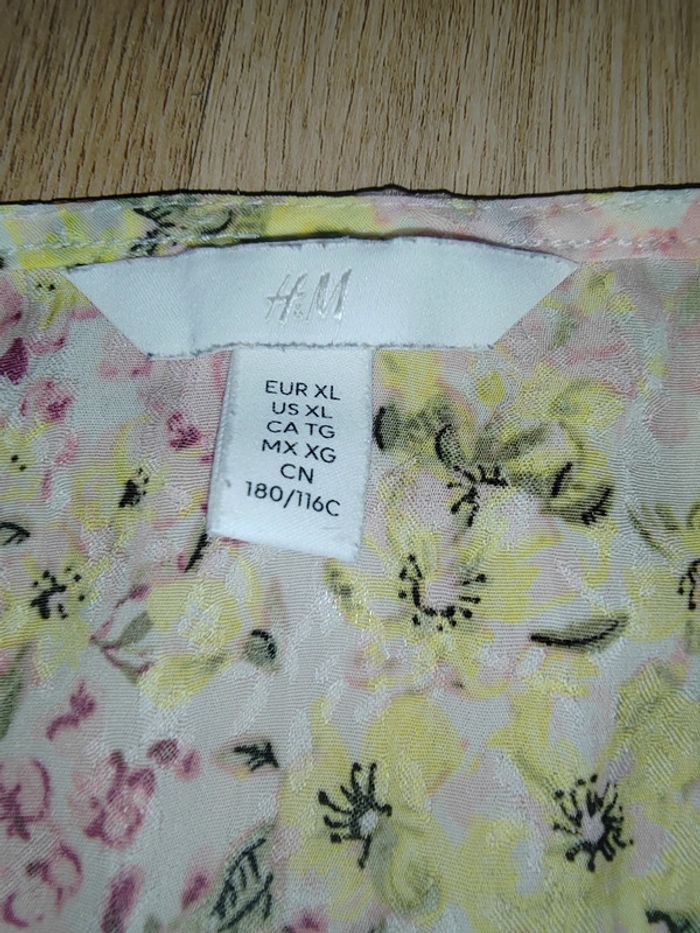 H&M
EUR XL
US XL
CA TG
MX XG
CN
180/116C